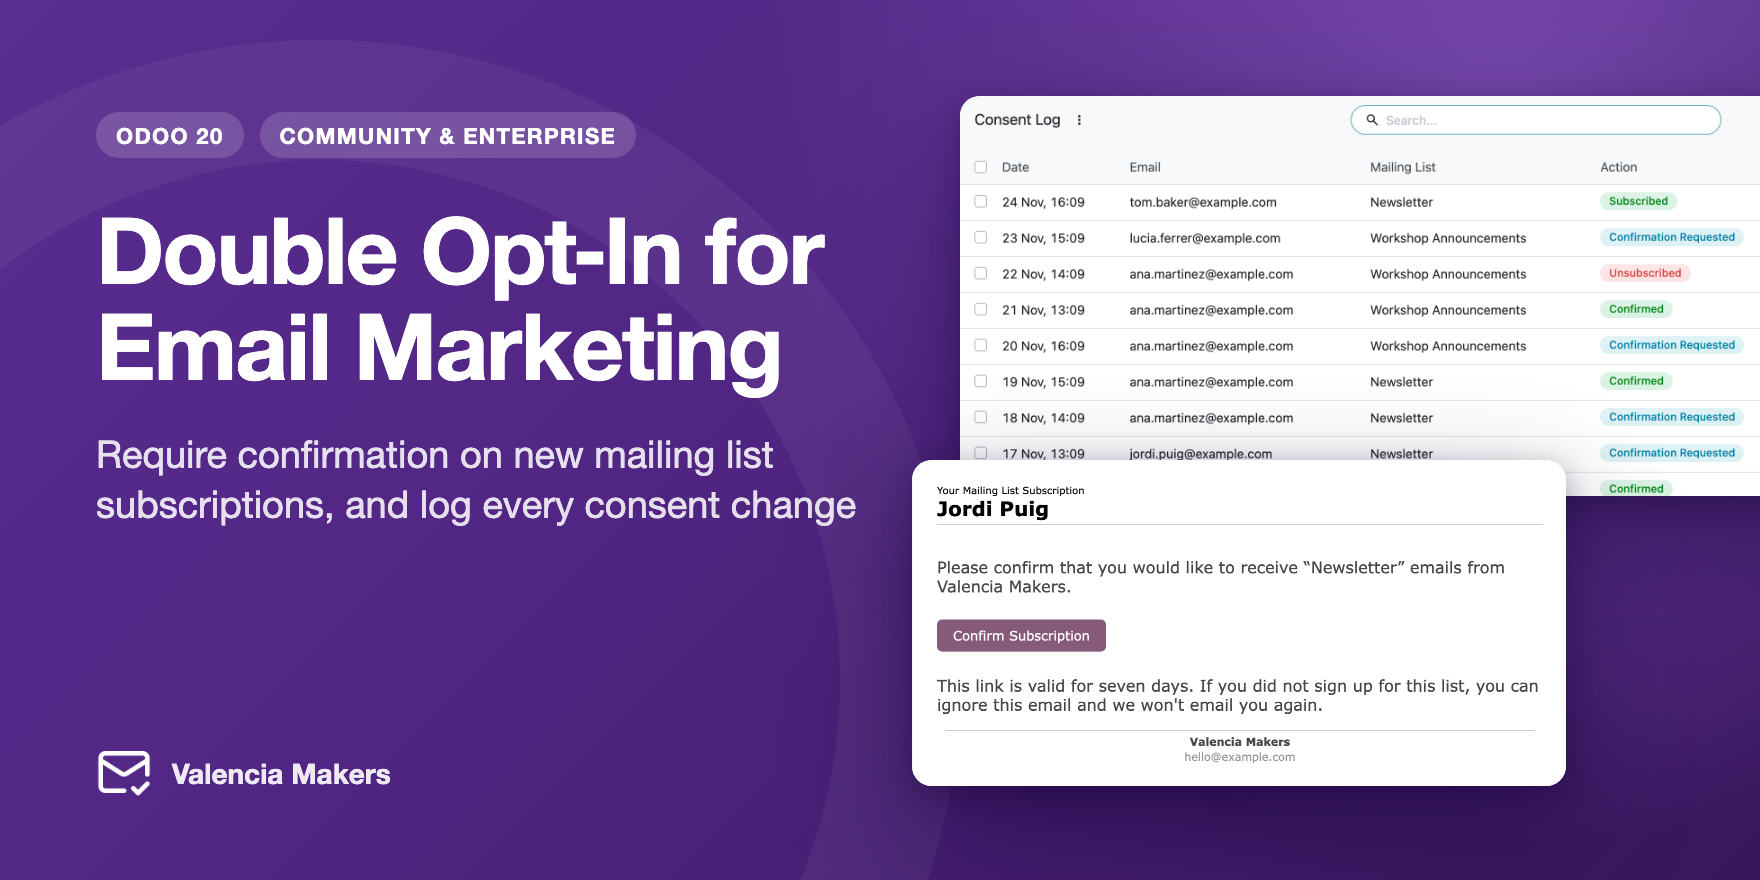 ODOO 20
COMMUNITY & ENTERPRISE
Double Opt-In for
Email Marketing
Require confirmation on new mailing list
subscriptions, and log every consent change
Valencia Makers
Consent Log
Search...
Date Email Mailing List Action
24 Nov, 16:09 tom.baker@example.com Newsletter Subscribed
23 Nov, 15:09 lucia.ferrer@example.com Workshop Announcements Confirmation Requested
22 Nov, 14:09 ana.martinez@example.com Workshop Announcements Unsubscribed
21 Nov, 13:09 ana.martinez@example.com Workshop Announcements Confirmed
20 Nov, 16:09 ana.martinez@example.com Workshop Announcements Confirmation Requested
19 Nov, 15:09 ana.martinez@example.com Newsletter Confirmed
18 Nov, 14:09 ana.martinez@example.com Newsletter Confirmation Requested
17 Nov, 13:09 jordi.puig@example.com Newsletter Confirmation Requested
Confirmed
Your Mailing List Subscription
Jordi Puig
Please confirm that you would like to receive “Newsletter” emails from
Valencia Makers.
Confirm Subscription
This link is valid for seven days. If you did not sign up for this list, you can
ignore this email and we won't email you again.
Valencia Makers
hello@example.com